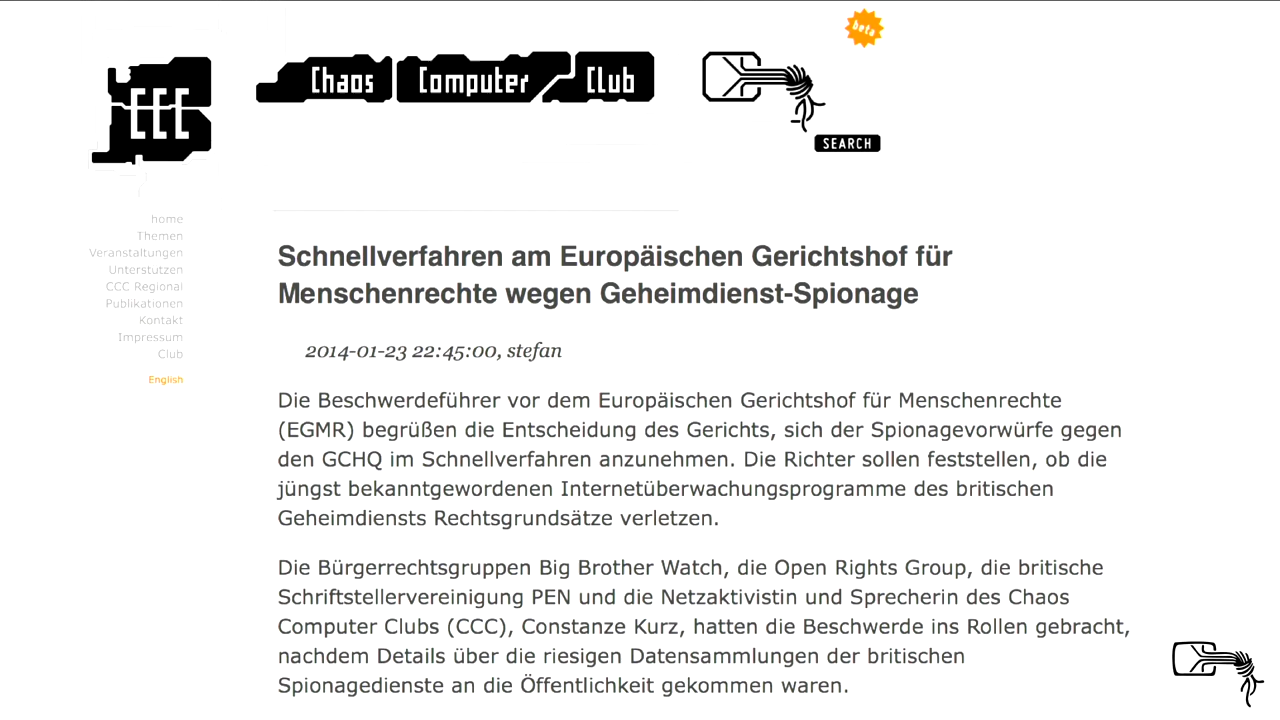 beta
CCC
Chaos Computer Club
SEARCH
home
Themen
Veranstaltungen
Unterstutzen
CCC Regional
Publikationen
Kontakt
Impressum
Club
English
Schnellverfahren am Europäischen Gerichtshof für
Menschenrechte wegen Geheimdienst-Spionage
2014-01-23 22:45:00, stefan
Die Beschwerdeführer vor dem Europäischen Gerichtshof für Menschenrechte
(EGMR) begrüßen die Entscheidung des Gerichts, sich der Spionagevorwürfe gegen
den GCHQ im Schnellverfahren anzunehmen. Die Richter sollen feststellen, ob die
jüngst bekanntgewordenen Internetüberwachungsprogramme des britischen
Geheimdiensts Rechtsgrundsätze verletzen.
Die Bürgerrechtsgruppen Big Brother Watch, die Open Rights Group, die britische
Schriftstellervereinigung PEN und die Netzaktivistin und Sprecherin des Chaos
Computer Clubs (CCC), Constanze Kurz, hatten die Beschwerde ins Rollen gebracht,
nachdem Details über die riesigen Datensammlungen der britischen
Spionagedienste an die Öffentlichkeit gekommen waren.